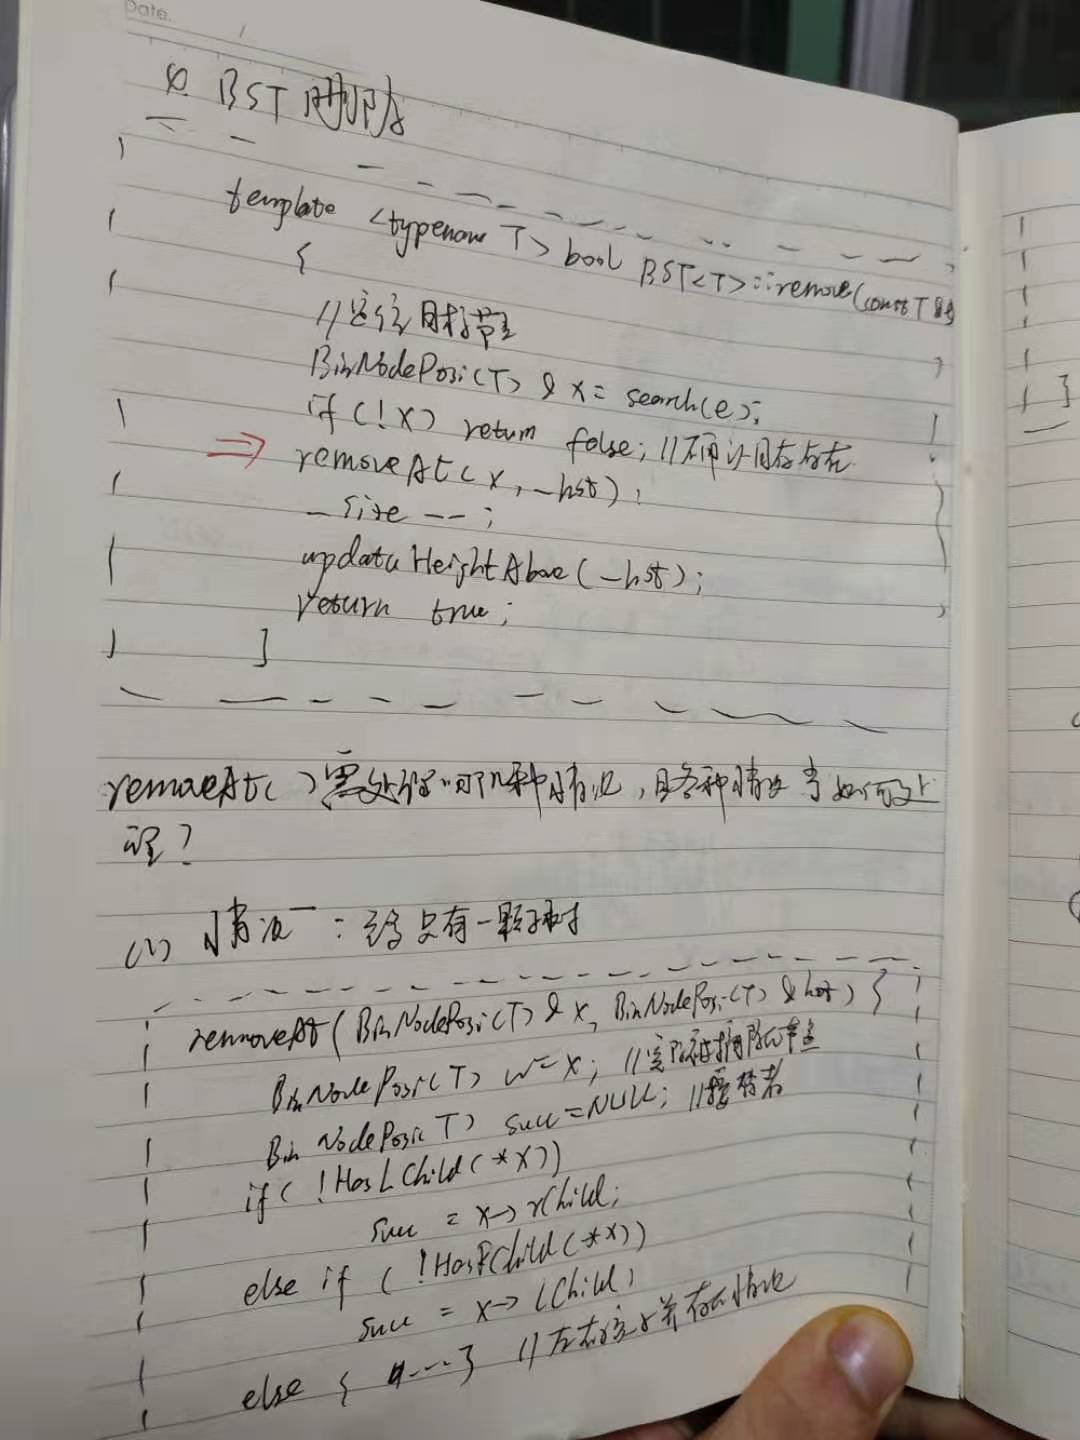 Date.
& BST 删除
template <typename T> bool BST<T>::remove(const T &e)
{
//定位目标节点
BinNodePosi(T) & x = search(e);
if (!x) return false; //确认目标存在
removeAt(x, _hot);
_size --;
updateHeightAbove(_hot);
return true;
}
removeAt( )需处理哪几种情况,且各种情况当如何处
理?
(1) 情况一:至多只有一颗子树
removeAt(BinNodePosi(T) & x, BinNodePosi(T) & hot) {
BinNodePosi(T) w = x; //实际被摘除的节点
BinNodePosi(T) succ = NULL; //接替者
if ( !HasLChild(*x))
succ = x -> rChild;
else if ( !HasRChild(*x))
succ = x -> lChild;
else { ... } //左右孩子并存的情况